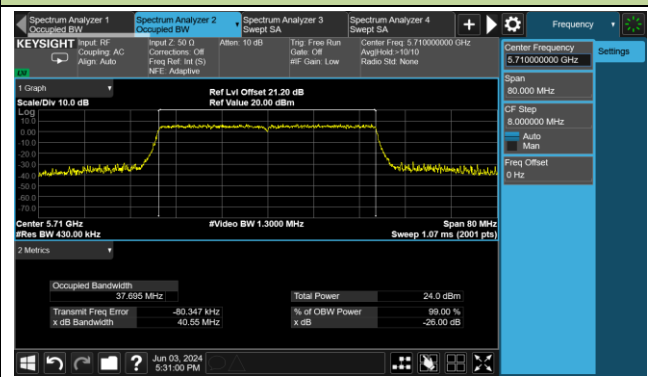 Spectrum Analyzer 1
Occupied BW
Spectrum Analyzer 2
Occupied BW
Spectrum Analyzer 3
Swept SA
Spectrum Analyzer 4
Swept SA
Frequency
KEYSIGHT
Input: RF
Coupling: AC
Align: Auto
Input Z: 50 Ω
Corrections: Off
Freq Ref: Int (S)
NFE: Adaptive
Atten: 10 dB
Trig: Free Run
Gate: Off
#IF Gain: Low
Center Freq: 5.710000000 GHz
Avg|Hold:>10/10
Radio Std: None
Center Frequency
5.710000000 GHz
Settings
Span
80.000 MHz
CF Step
8.000000 MHz
Auto
Man
Freq Offset
0 Hz
1 Graph
Scale/Div 10.0 dB
Ref Lvl Offset 21.20 dB
Ref Value 20.00 dBm
Log
10.0
0.00
-10.0
-20.0
-30.0
-40.0
-50.0
-60.0
-70.0
Center 5.71 GHz
#Video BW 1.3000 MHz
Span 80 MHz
#Res BW 430.00 kHz
Sweep 1.07 ms (2001 pts)
2 Metrics
Occupied Bandwidth
37.695 MHz
Total Power 24.0 dBm
Transmit Freq Error -80.347 kHz
% of OBW Power 99.00 %
x dB Bandwidth 40.55 MHz
x dB -26.00 dB
?
Jun 03, 2024
5:31:00 PM